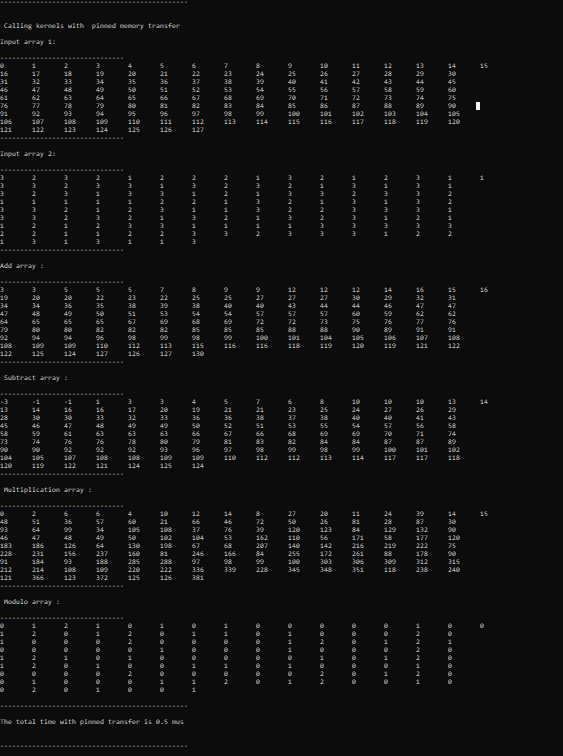 -----------------------------------------------
Calling kernels with  pinned memory transfer
Input array 1:
-------------------------------
0 1 2 3 4 5 6 7 8 9 10 11 12 13 14 15
16 17 18 19 20 21 22 23 24 25 26 27 28 29 30
31 32 33 34 35 36 37 38 39 40 41 42 43 44 45
46 47 48 49 50 51 52 53 54 55 56 57 58 59 60
61 62 63 64 65 66 67 68 69 70 71 72 73 74 75
76 77 78 79 80 81 82 83 84 85 86 87 88 89 90
91 92 93 94 95 96 97 98 99 100 101 102 103 104 105
106 107 108 109 110 111 112 113 114 115 116 117 118 119 120
121 122 123 124 125 126 127
-------------------------------
Input array 2:
-------------------------------
3 2 3 2 1 2 2 2 1 3 2 1 2 3 1 1
3 3 2 3 3 1 3 2 3 2 1 3 1 3 1
3 2 3 1 3 3 1 2 1 3 3 2 3 3 2
1 1 1 1 1 2 2 1 3 2 1 3 1 3 2
3 3 2 1 2 3 1 1 3 2 2 3 3 3 1
3 3 2 3 2 1 3 2 1 3 2 3 1 2 1
1 2 1 2 3 3 1 1 1 1 3 3 3 3 3
2 2 1 1 2 2 3 3 2 3 3 3 1 2 2
1 3 1 3 1 1 3
-------------------------------
Add array :
-------------------------------
3 3 5 5 5 7 8 9 9 12 12 12 14 16 15 16
19 20 20 22 23 22 25 25 27 27 27 30 29 32 31
34 34 36 35 38 39 38 40 40 43 44 44 46 47 47
47 48 49 50 51 53 54 54 57 57 57 60 59 62 62
64 65 65 65 67 69 68 69 72 72 73 75 76 77 76
79 80 80 82 82 82 85 85 85 88 88 90 89 91 91
92 94 94 96 98 99 98 99 100 101 104 105 106 107 108
108 109 109 110 112 113 115 116 116 118 119 120 119 121 122
122 125 124 127 126 127 130
-------------------------------
Subtract array :
-------------------------------
-3 -1 -1 1 3 3 4 5 7 6 8 10 10 10 13 14
13 14 16 16 17 20 19 21 21 23 25 24 27 26 29
28 30 30 33 32 33 36 36 38 37 38 40 40 41 43
45 46 47 48 49 49 50 52 51 53 55 54 57 56 58
58 59 61 63 63 63 66 67 66 68 69 69 70 71 74
73 74 76 76 78 80 79 81 83 82 84 84 87 87 89
90 90 92 92 92 93 96 97 98 99 98 99 100 101 102
104 105 107 108 108 109 109 110 112 112 113 114 117 117 118
120 119 122 121 124 125 124
-------------------------------
Multiplication array :
-------------------------------
0 2 6 6 4 10 12 14 8 27 20 11 24 39 14 15
48 51 36 57 60 21 66 46 72 50 26 81 28 87 30
93 64 99 34 105 108 37 76 39 120 123 84 129 132 90
46 47 48 49 50 102 104 53 162 110 56 171 58 177 120
183 186 126 64 130 198 67 68 207 140 142 216 219 222 75
228 231 156 237 160 81 246 166 84 255 172 261 88 178 90
91 184 93 188 285 288 97 98 99 100 303 306 309 312 315
212 214 108 109 220 222 336 339 228 345 348 351 118 238 240
121 366 123 372 125 126 381
-------------------------------
Modulo array :
-------------------------------
0 1 2 1 0 1 0 1 0 0 0 0 0 1 0 0
1 2 0 1 2 0 1 1 0 1 0 0 0 2 0
1 0 0 0 2 0 0 0 0 1 2 0 1 2 1
0 0 0 0 0 1 0 0 0 1 0 0 0 2 0
1 2 1 0 1 0 0 0 0 0 1 0 1 2 0
1 2 0 1 0 0 1 1 0 1 0 0 0 1 0
0 0 0 0 2 0 0 0 0 0 2 0 1 2 0
0 1 0 0 0 1 1 2 0 1 2 0 0 1 0
0 2 0 1 0 0 1
-----------------------------------------------
The total time with pinned transfer is 0.5 mus
-----------------------------------------------